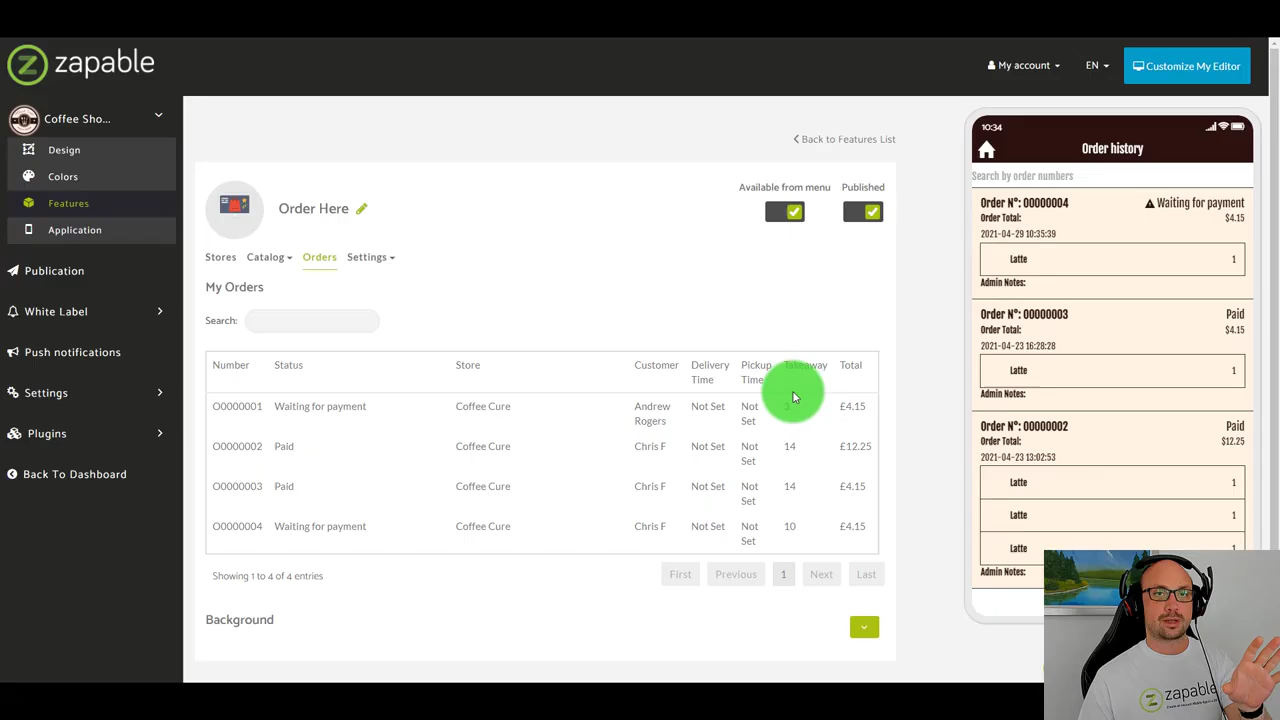 zapable
My account
EN
Customize My Editor
Coffee Sho...
Design
Colors
Features
Application
Publication
White Label
Push notifications
Settings
Plugins
Back To Dashboard
Back to Features List
Order Here
Available from menu
Published
Stores Catalog Orders Settings
My Orders
Search:
Number Status Store Customer Delivery Time Pickup Time Takeaway Total
O0000001 Waiting for payment Coffee Cure Andrew Rogers Not Set Not Set 3 £4.15
O0000002 Paid Coffee Cure Chris F Not Set Not Set 14 £12.25
O0000003 Paid Coffee Cure Chris F Not Set Not Set 14 £4.15
O0000004 Waiting for payment Coffee Cure Chris F Not Set Not Set 10 £4.15
Showing 1 to 4 of 4 entries
First Previous 1 Next Last
Background
10:34
Order history
Search by order numbers
Order Nº: 00000004 Waiting for payment
Order Total: $4.15
2021-04-29 10:35:39
Latte 1
Admin Notes:
Order Nº: 00000003 Paid
Order Total: $4.15
2021-04-23 16:28:28
Latte 1
Admin Notes:
Order Nº: 00000002 Paid
Order Total: $12.25
2021-04-23 13:02:53
Latte 1
Latte 1
Latte 1
Admin Notes:
zapable